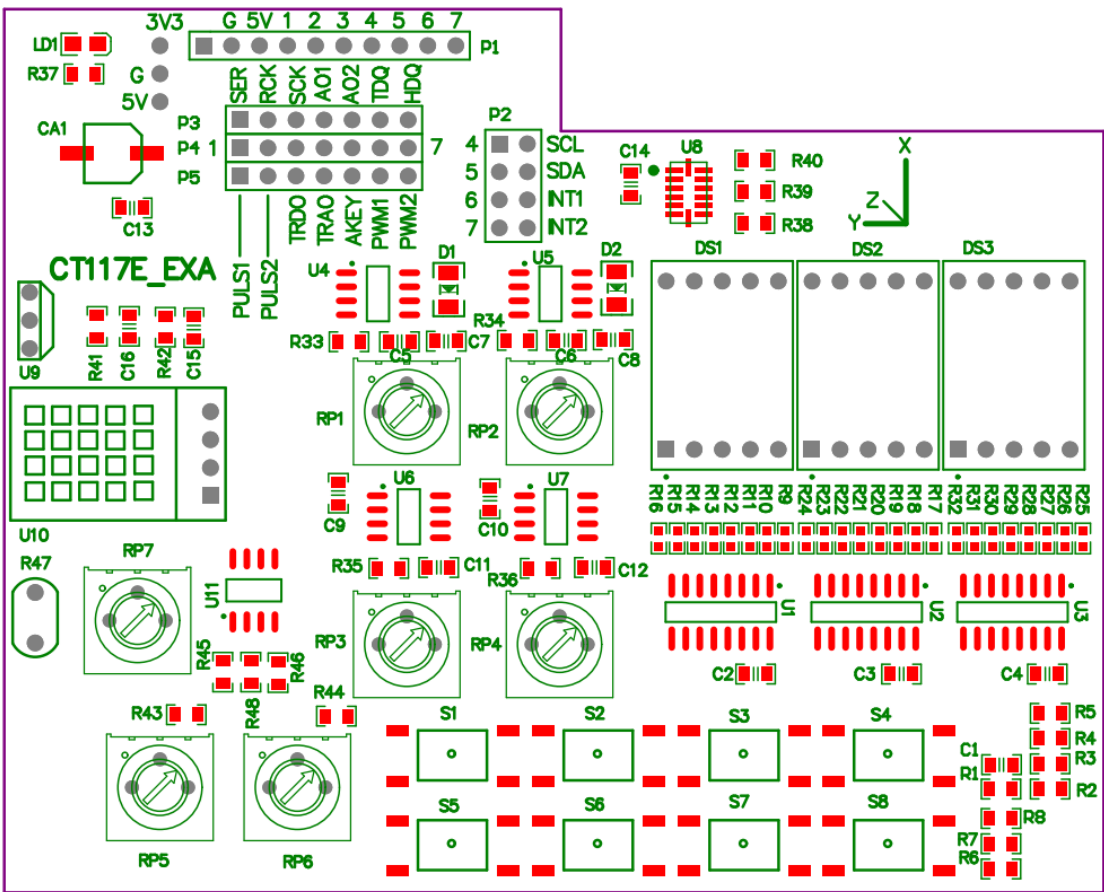 3V3 G 5V 1 2 3 4 5 6 7
LD1 P1
R37 G
5V SER RCK SCK AO1 AO2 TDQ HDQ
CA1 P3 P2
P4 1 7 4 SCL C14 U8 R40 X
P5 5 SDA R39 Z
6 INT1 Y
C13 7 INT2 R38
PULS1 PULS2 TRDO TRAO AKEY PWM1 PWM2
CT117E_EXA U4 D1 U5 D2 DS1 DS2 DS3
R41 C16 R42 C15 R33 C5 C7 R34 C6 C8
U9
RP1 RP2
U6 U7
C9 C10
R16 R15 R14 R13 R12 R11 R10 R9 R24 R23 R22 R21 R20 R19 R18 R17 R32 R31 R30 R29 R28 R27 R26 R25
U10
R47 RP7 R35 C11 R36 C12
U11 U1 U2 U3
RP3 RP4
R45 R46 C2 C3 C4
R43 R48 R44 S1 S2 S3 S4 R5
R4
C1 R3
R1 R2
S5 S6 S7 S8 R8
R7
RP5 RP6 R6